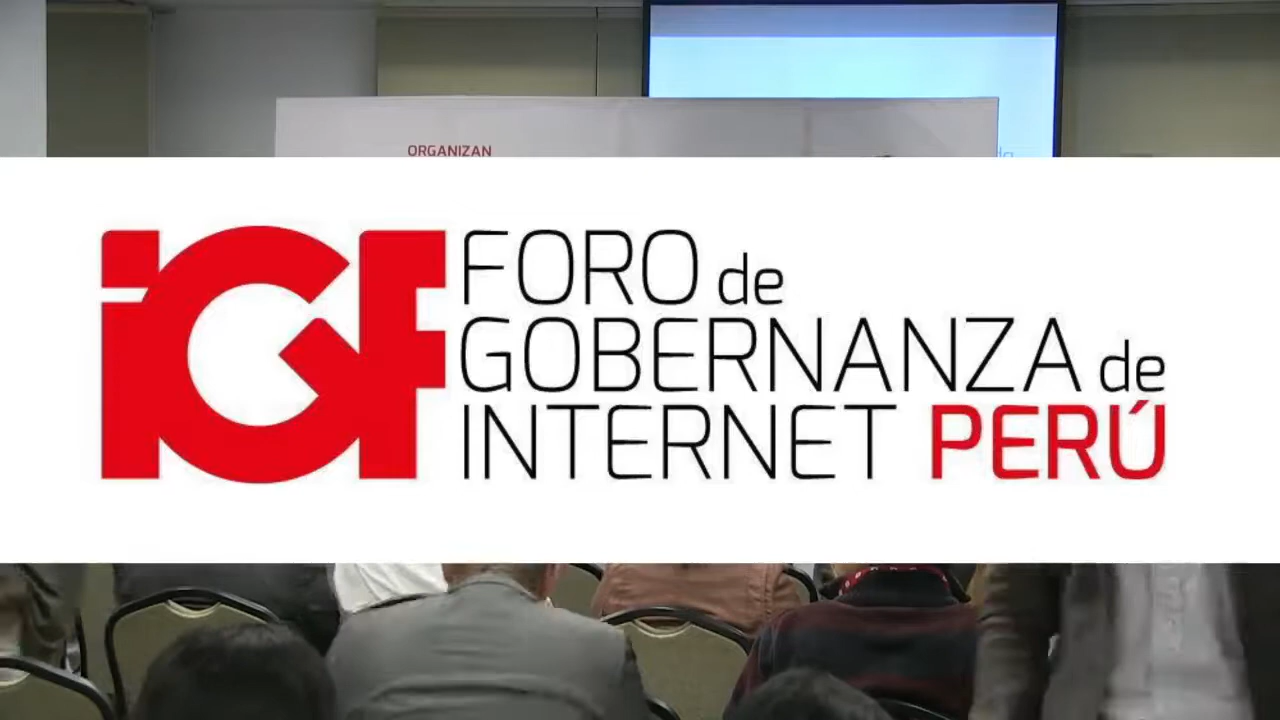 ORGANIZAN
iGF
FORO de
GOBERNANZA de
INTERNET PERÚ